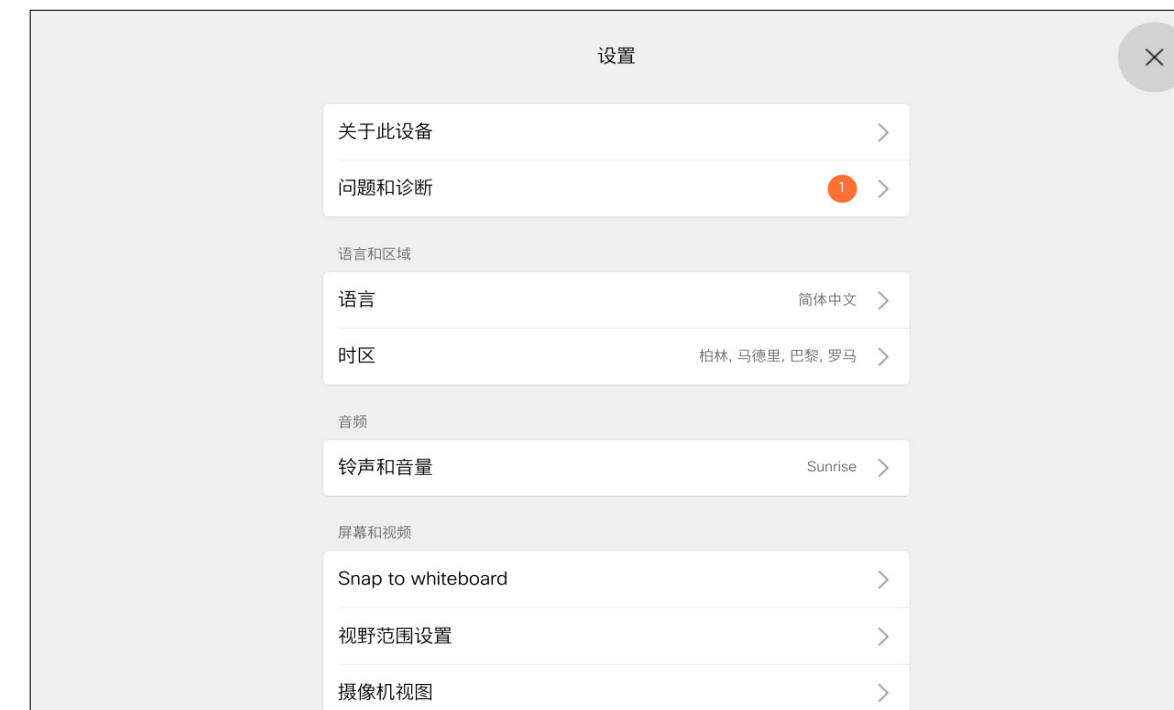 设置
关于此设备
问题和诊断 1
语言和区域
语言 简体中文
时区 柏林, 马德里, 巴黎, 罗马
音频
铃声和音量 Sunrise
屏幕和视频
Snap to whiteboard
视野范围设置
摄像机视图